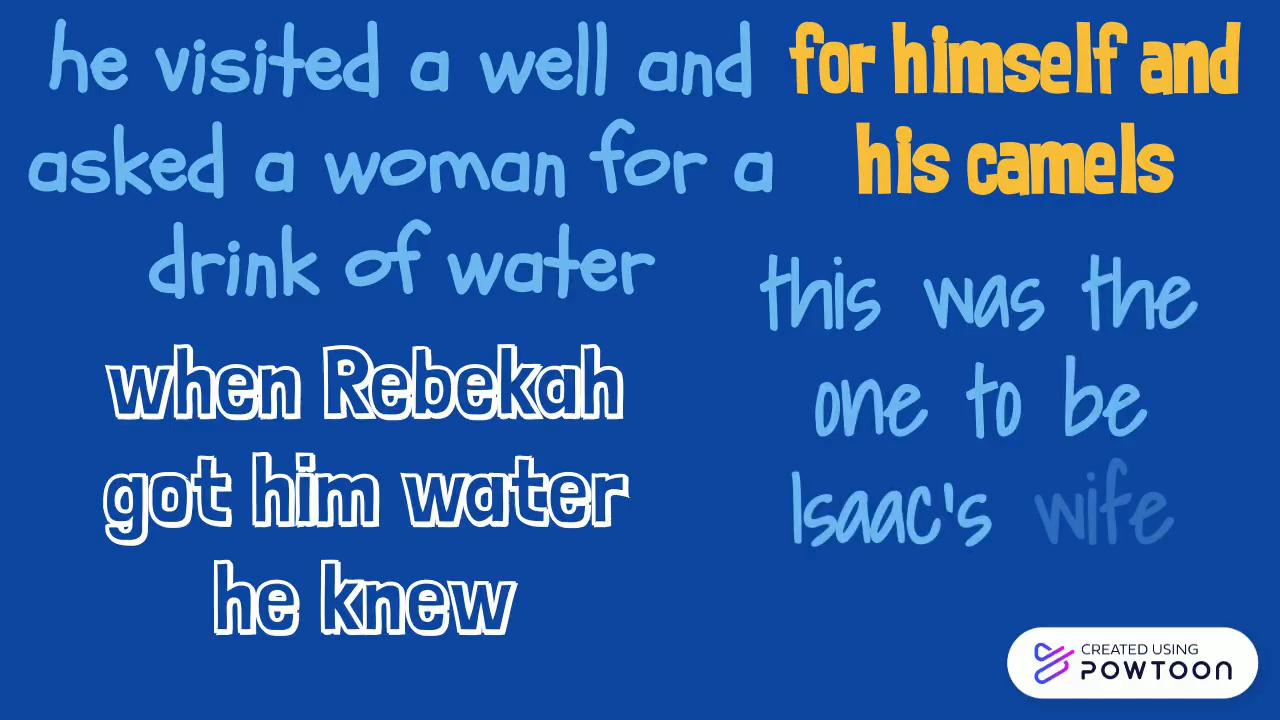 he visited a well and
asked a woman for a
drink of water
for himself and
his camels
when Rebekah
got him water
he knew
this was the
one to be
Isaac's wife
CREATED USING
POWTOON